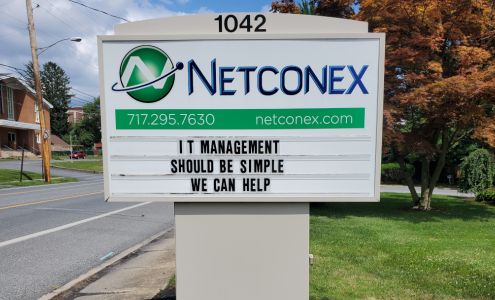 1042
N NETCONEX
717.295.7630 netconex.com
IT MANAGEMENT
SHOULD BE SIMPLE
WE CAN HELP